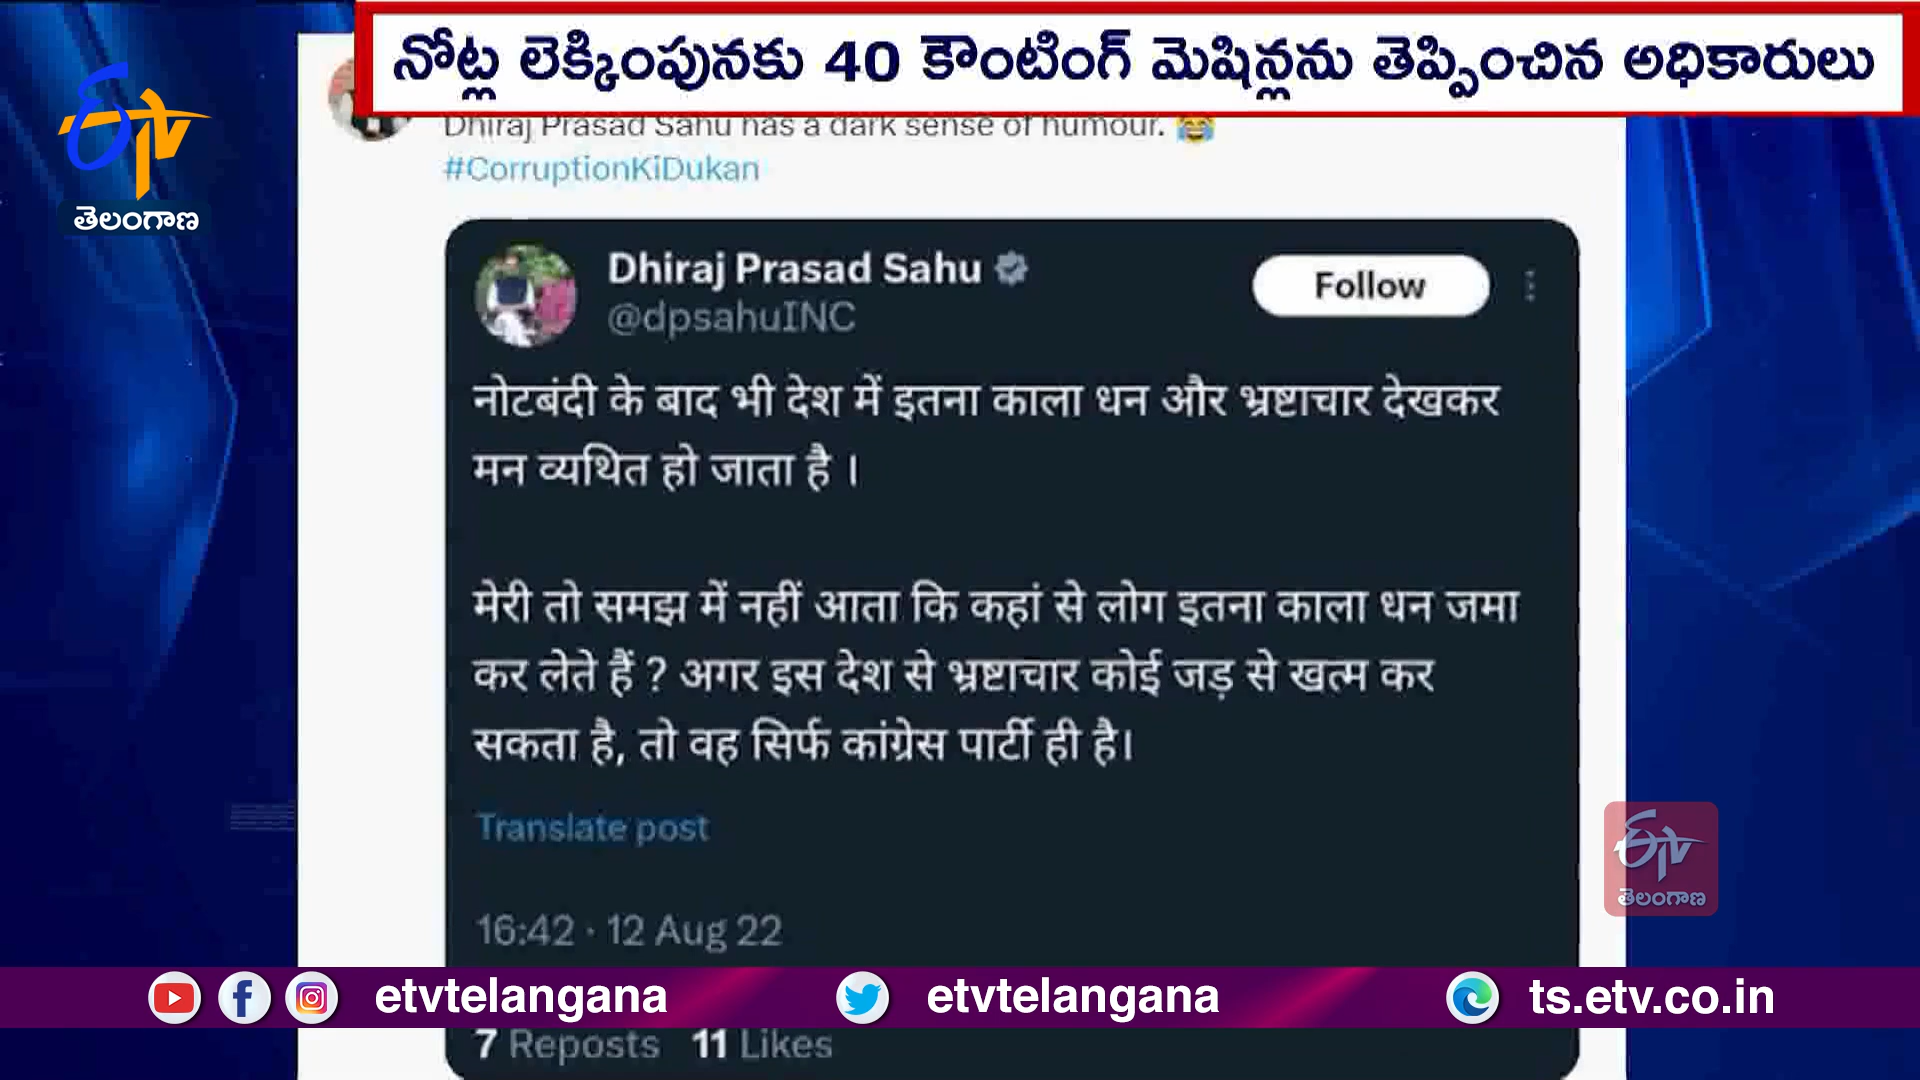 నోట్ల లెక్కింపునకు 40 కౌంటింగ్ మెషిన్లను తెప్పించిన అధికారులు
ETV
తెలంగాణ
Dhiraj Prasad Sahu has a dark sense of humour. 😂
#CorruptionKiDukan
Dhiraj Prasad Sahu
@dpsahuINC
Follow
नोटबंदी के बाद भी देश में इतना काला धन और भ्रष्टाचार देखकर
मन व्यथित हो जाता है ।
मेरी तो समझ में नहीं आता कि कहां से लोग इतना काला धन जमा
कर लेते हैं ? अगर इस देश से भ्रष्टाचार कोई जड़ से खत्म कर
सकता है, तो वह सिर्फ कांग्रेस पार्टी ही है।
Translate post
16:42 · 12 Aug 22
ETV
తెలంగాణ
etvtelangana
etvtelangana
ts.etv.co.in
7 Reposts 11 Likes